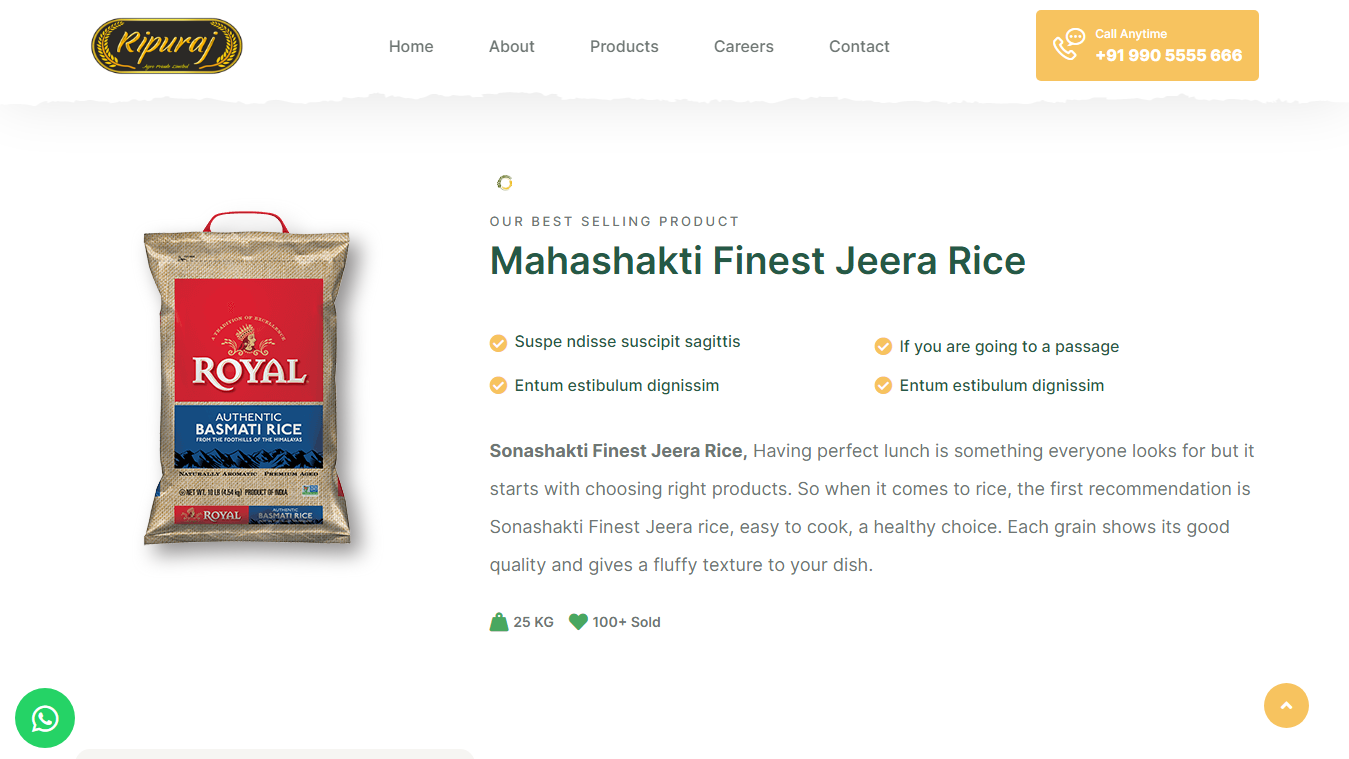 Ripuraj
Agro Private Limited
Home
About
Products
Careers
Contact
Call Anytime
+91 990 5555 666
OUR BEST SELLING PRODUCT
Mahashakti Finest Jeera Rice
Suspe ndisse suscipit sagittis
If you are going to a passage
Entum estibulum dignissim
Entum estibulum dignissim
Sonashakti Finest Jeera Rice, Having perfect lunch is something everyone looks for but it
starts with choosing right products. So when it comes to rice, the first recommendation is
Sonashakti Finest Jeera rice, easy to cook, a healthy choice. Each grain shows its good
quality and gives a fluffy texture to your dish.
25 KG
100+ Sold
A TRADITION OF EXCELLENCE
ROYAL
AUTHENTIC
BASMATI RICE
FROM THE FOOTHILLS OF THE HIMALAYAS
NATURALLY AROMATIC · PREMIUM AGED
NET WT. 10 LB (4.54 kg) PRODUCT OF INDIA
ROYAL
AUTHENTIC
BASMATI RICE